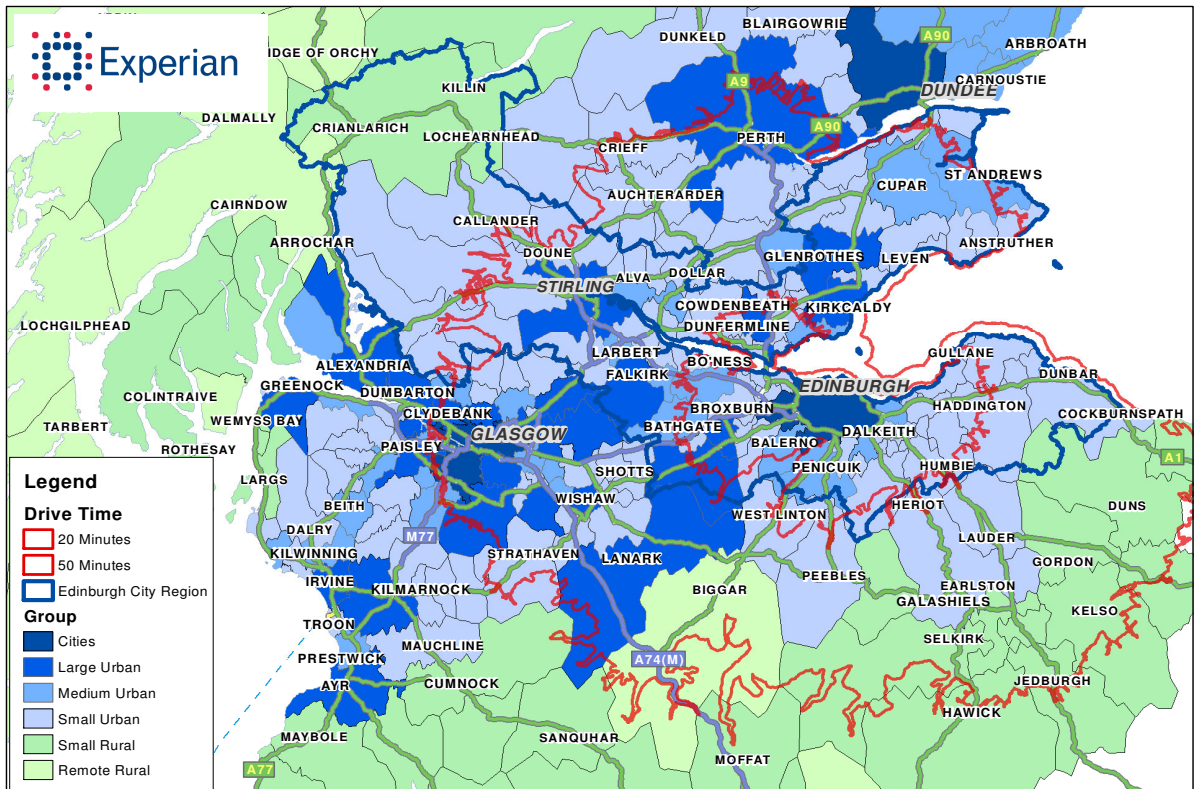 Experian
BLAIRGOWRIE
DUNKELD
A90
ARBROATH
IDGE OF ORCHY
CARNOUSTIE
KILLIN
A9
DUNDEE
DALMALLY
CRIANLARICH
LOCHEARNHEAD
PERTH
A90
CRIEFF
ST ANDREWS
CUPAR
AUCHTERARDER
CAIRNDOW
CALLANDER
ARROCHAR
ANSTRUTHER
DOUNE
GLENROTHES
LEVEN
STIRLING
ALVA
DOLLAR
COWDENBEATH
KIRKCALDY
LOCHGILPHEAD
DUNFERMLINE
LARBERT
BO'NESS
GULLANE
ALEXANDRIA
FALKIRK
DUNBAR
GREENOCK
DUMBARTON
EDINBURGH
COLINTRAIVE
CLYDEBANK
BROXBURN
HADDINGTON
COCKBURNSPATH
WEMYSS BAY
TARBERT
GLASGOW
BATHGATE
DALKEITH
ROTHESAY
PAISLEY
BALERNO
A1
LARGS
SHOTTS
PENICUIK
HUMBIE
WISHAW
BEITH
WEST LINTON
HERIOT
DUNS
DALRY
M77
LAUDER
KILWINNING
STRATHAVEN
LANARK
GORDON
IRVINE
KILMARNOCK
BIGGAR
PEEBLES
EARLSTON
GALASHIELS
KELSO
TROON
SELKIRK
MAUCHLINE
PRESTWICK
A74(M)
AYR
CUMNOCK
JEDBURGH
HAWICK
MAYBOLE
SANQUHAR
MOFFAT
A77
Legend
Drive Time
20 Minutes
50 Minutes
Edinburgh City Region
Group
Cities
Large Urban
Medium Urban
Small Urban
Small Rural
Remote Rural